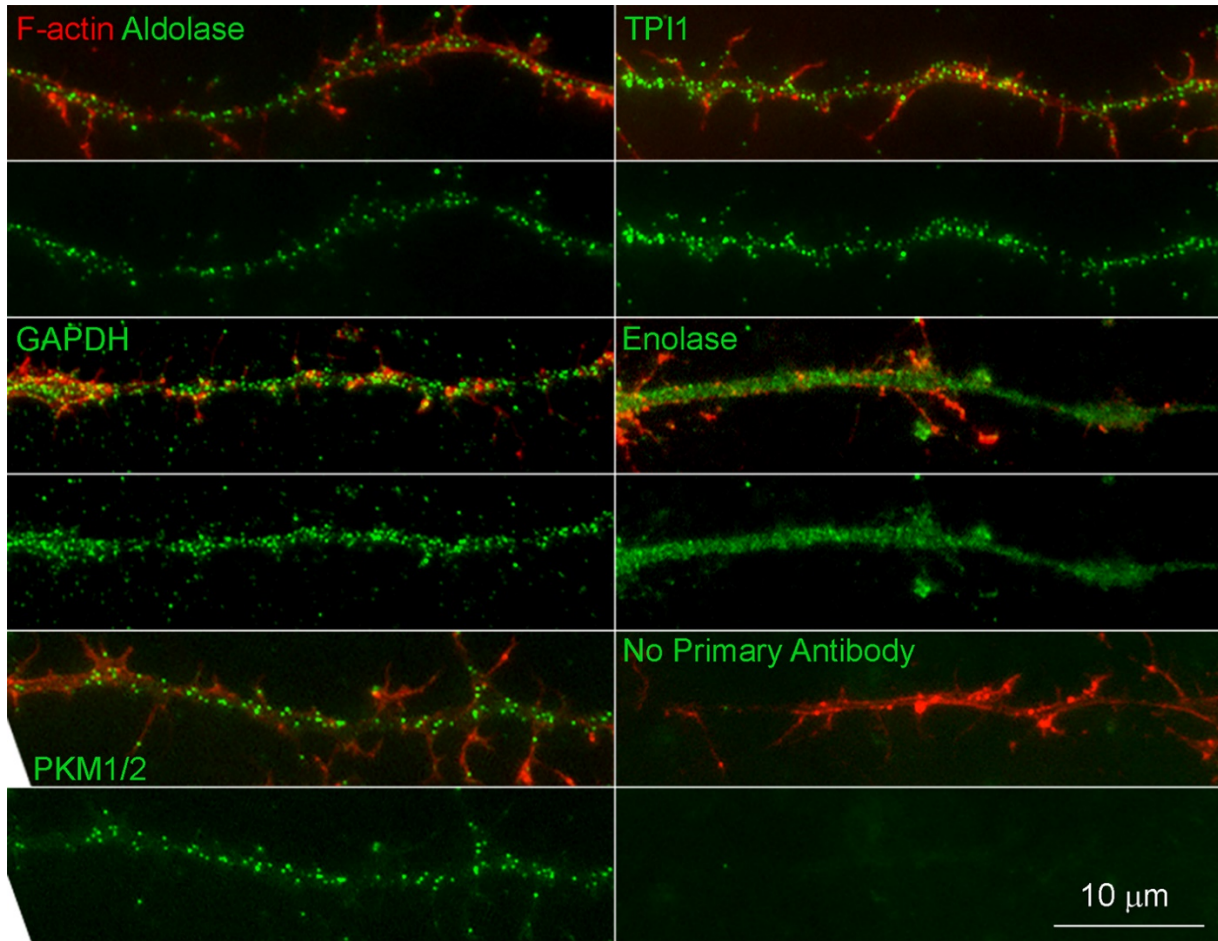 F-actin Aldolase
TPI1
GAPDH
Enolase
PKM1/2
No Primary Antibody
10 μm